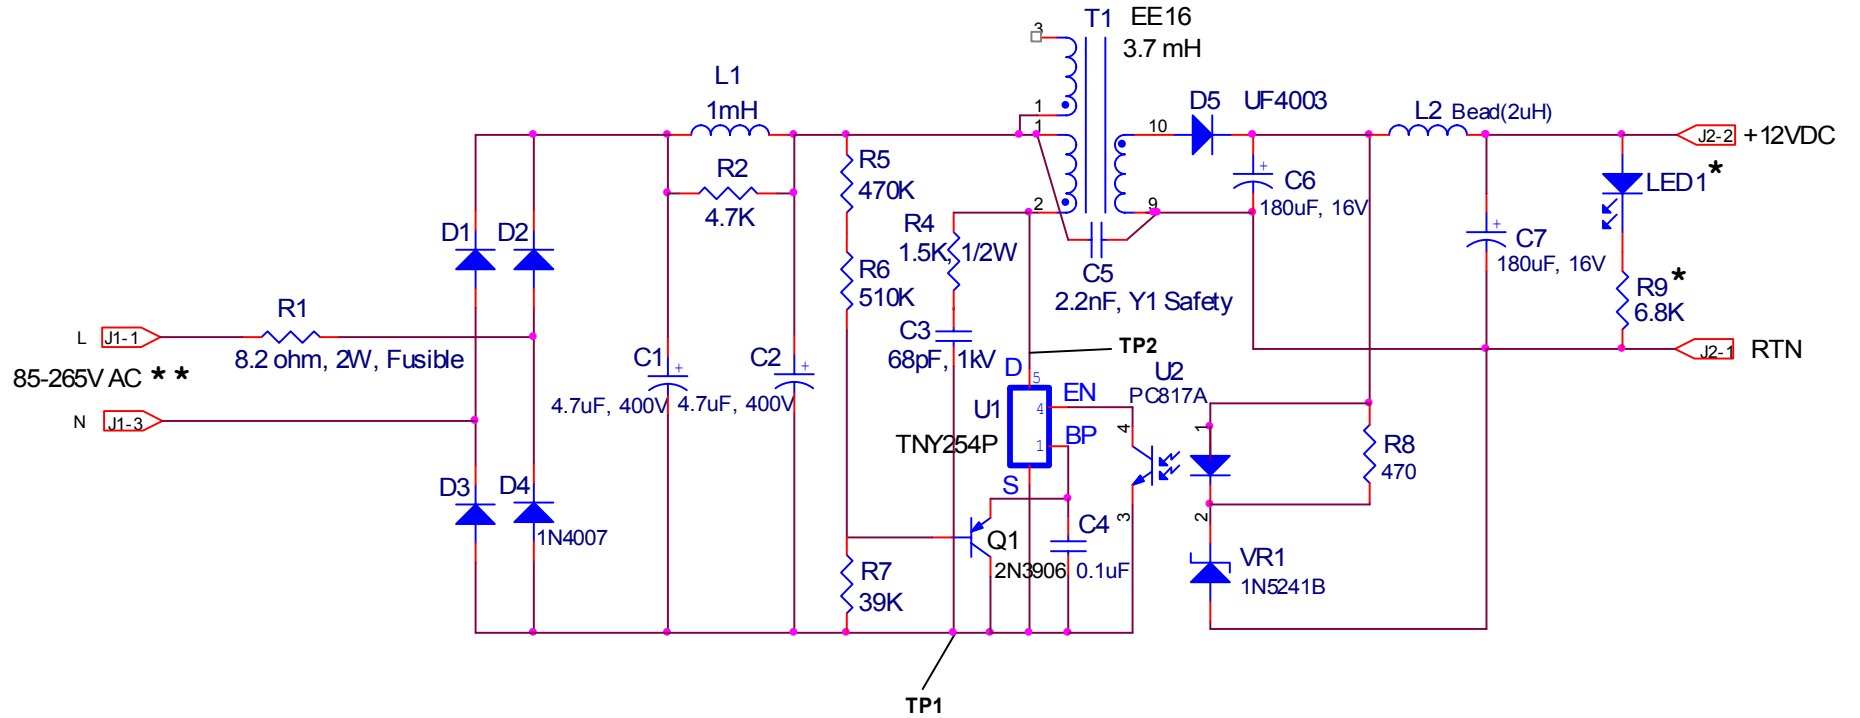 T1
EE16
3.7 mH
3
1
1
2
10
9
L1
1mH
R2
4.7K
R5
470K
R6
510K
R4
1.5K, 1/2W
C3
68pF, 1kV
C5
2.2nF, Y1 Safety
D5
UF4003
L2 Bead(2uH)
J2-2
+12VDC
C6
180uF, 16V
LED1*
C7
180uF, 16V
R9*
6.8K
J2-1
RTN
D1
D2
R1
8.2 ohm, 2W, Fusible
L
J1-1
85-265V AC * *
N
J1-3
C1
4.7uF, 400V
C2
4.7uF, 400V
TP2
D
5
U1
TNY254P
4
EN
1
BP
S
U2
PC817A
4
3
1
2
R8
470
D3
D4
1N4007
Q1
2N3906
C4
0.1uF
VR1
1N5241B
R7
39K
TP1